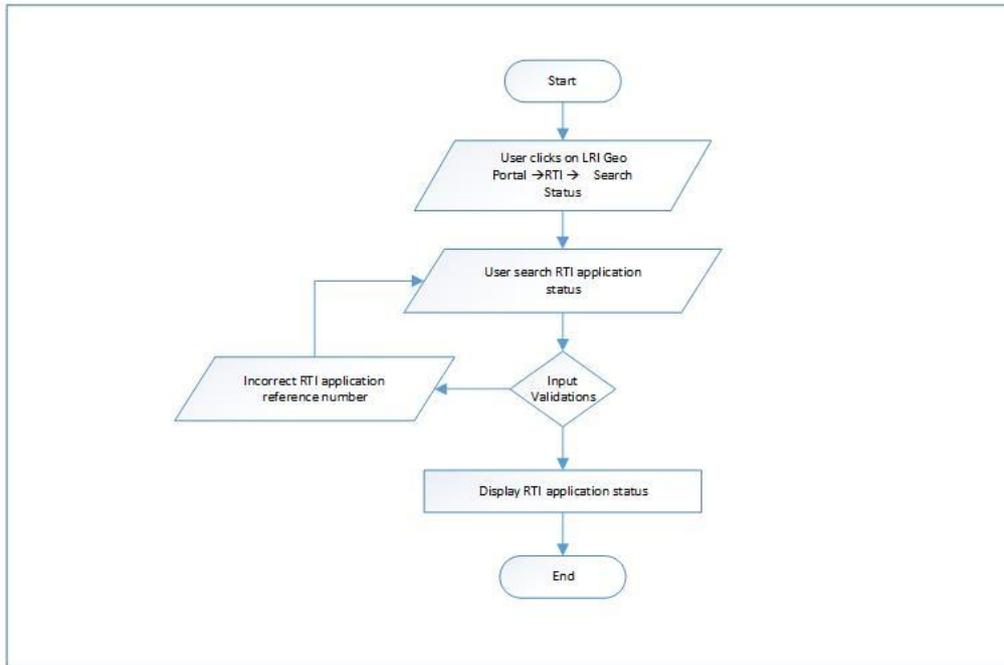 Start
User clicks on LRI Geo
Portal →RTI→ Search
Status
User search RTI application
status
Incorrect RTI application
reference number
Input
Validations
Display RTI application status
End